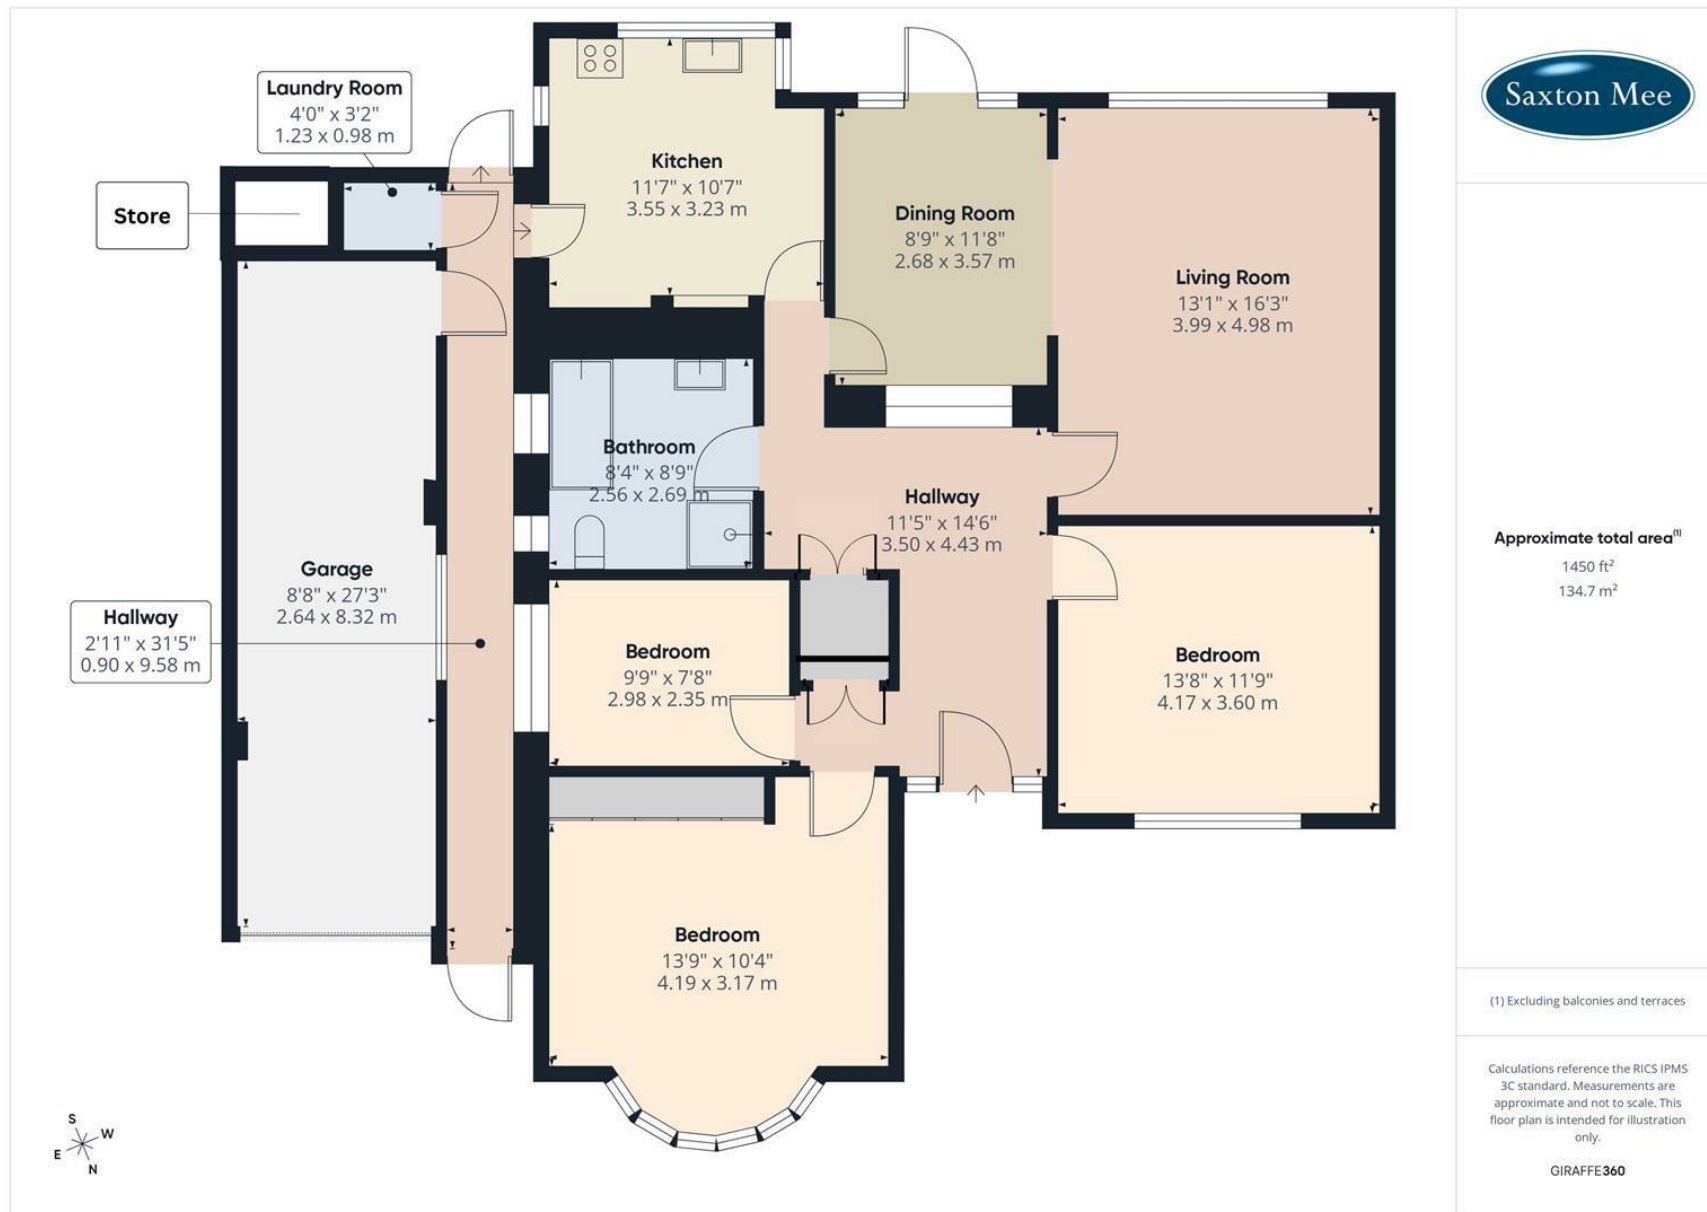 Laundry Room
4'0" x 3'2"
1.23 x 0.98 m
Store
Kitchen
11'7" x 10'7"
3.55 x 3.23 m
Dining Room
8'9" x 11'8"
2.68 x 3.57 m
Living Room
13'1" x 16'3"
3.99 x 4.98 m
Bathroom
8'4" x 8'9"
2.56 x 2.69 m
Hallway
11'5" x 14'6"
3.50 x 4.43 m
Garage
8'8" x 27'3"
2.64 x 8.32 m
Hallway
2'11" x 31'5"
0.90 x 9.58 m
Bedroom
9'9" x 7'8"
2.98 x 2.35 m
Bedroom
13'8" x 11'9"
4.17 x 3.60 m
Bedroom
13'9" x 10'4"
4.19 x 3.17 m
S
W
E
N
Saxton Mee
Approximate total area⁽¹⁾
1450 ft²
134.7 m²
(1) Excluding balconies and terraces
Calculations reference the RICS IPMS
3C standard. Measurements are
approximate and not to scale. This
floor plan is intended for illustration
only.
GIRAFFE360